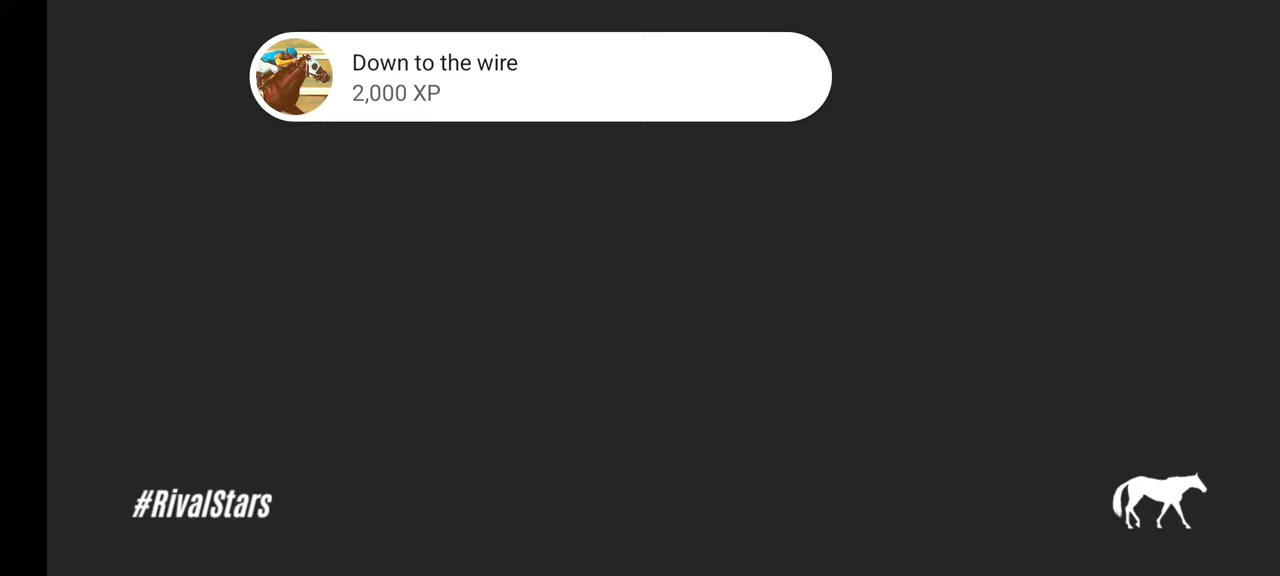 Down to the wire
2,000 XP
#RivalStars